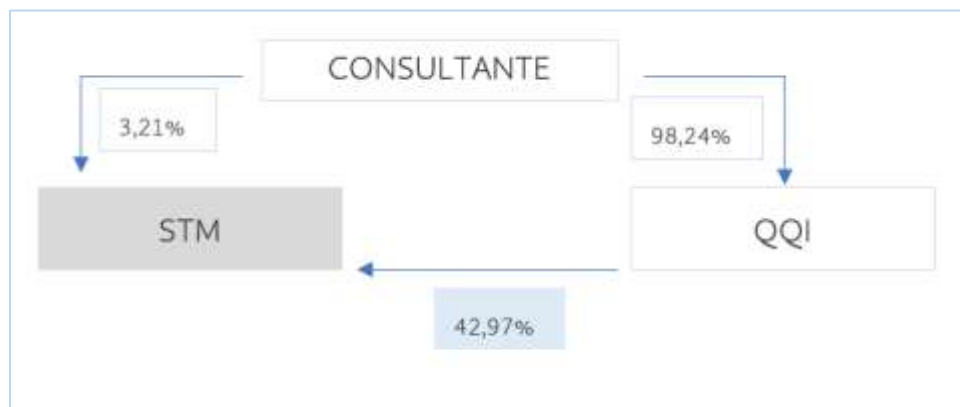 CONSULTANTE
3,21%
98,24%
STM
QQI
42,97%